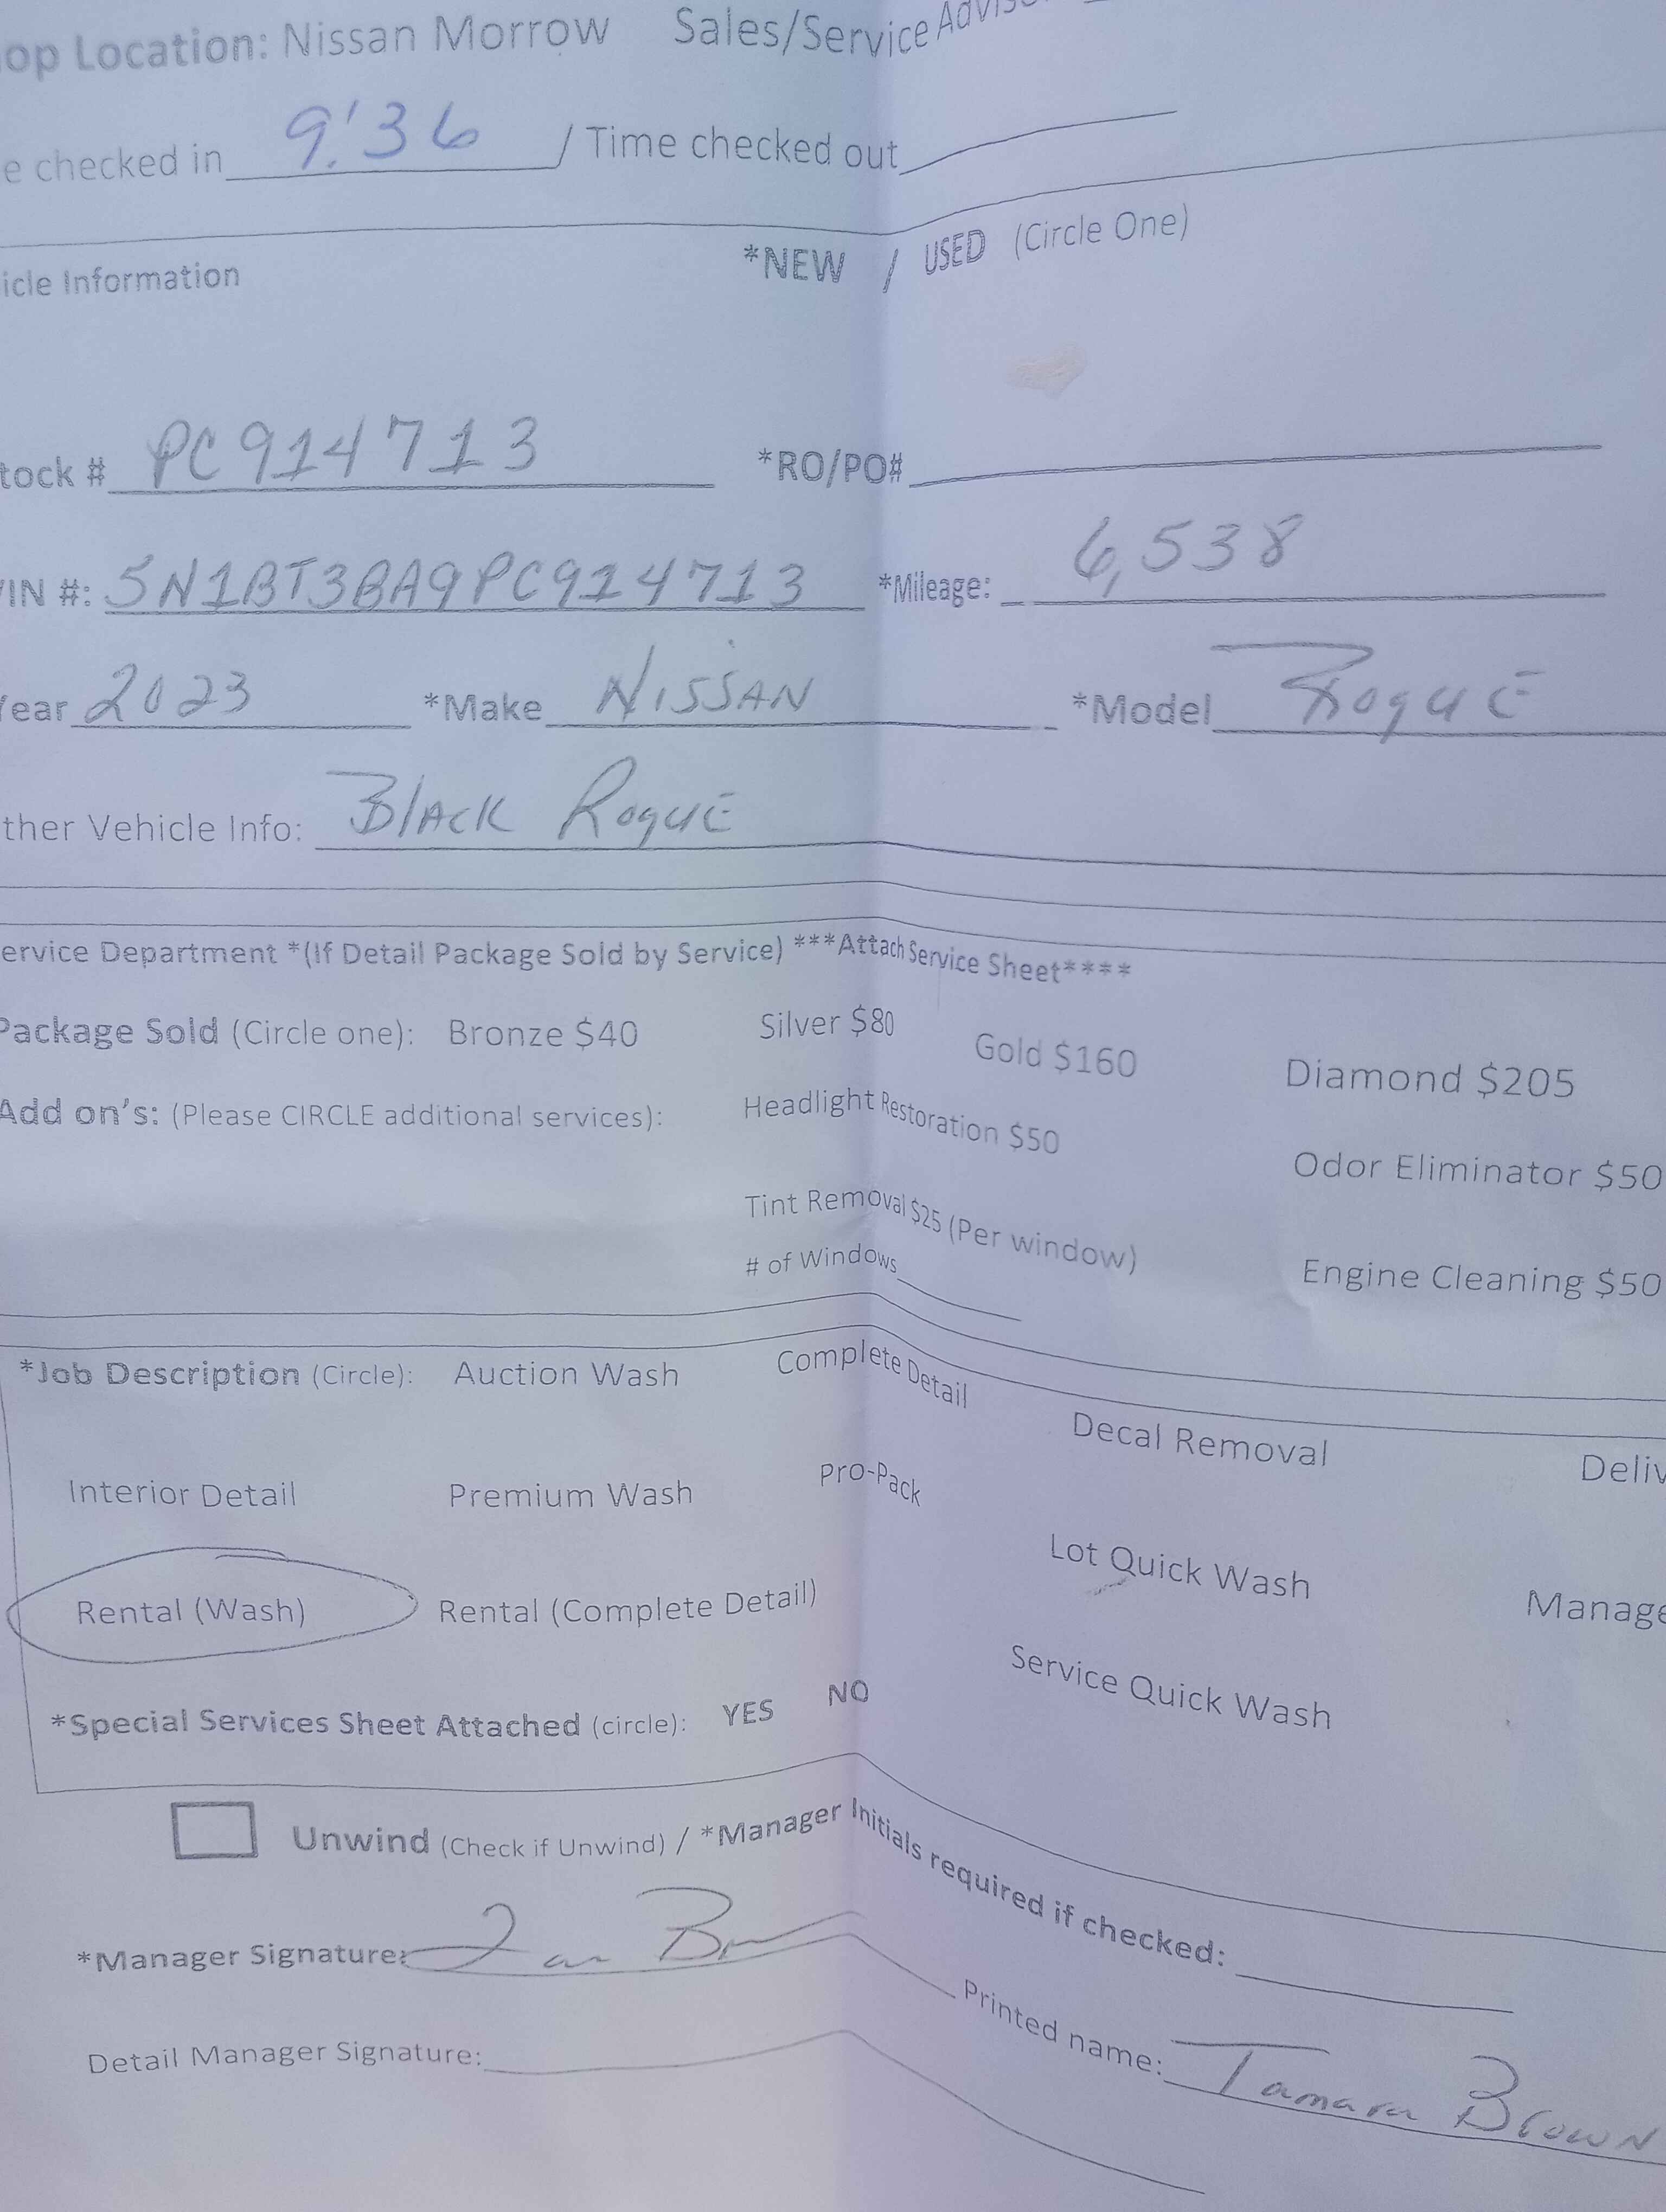 op Location: Nissan Morrow Sales/Service Advis
e checked in 9:36 / Time checked out
icle Information *NEW / USED (Circle One)
tock # PC914713 *RO/PO#
IN #: 5N1BT3BA9PC914713 *Mileage: 6,538
Year 2023 *Make NISSAN *Model Rogue
ther Vehicle Info: Black Rogue
ervice Department *(If Detail Package Sold by Service) ***Attach Service Sheet****
Package Sold (Circle one): Bronze $40 Silver $80 Gold $160 Diamond $205
Add on's: (Please CIRCLE additional services): Headlight Restoration $50 Odor Eliminator $50
Tint Removal $25 (Per window)
# of Windows Engine Cleaning $50
*Job Description (Circle): Auction Wash Complete Detail Decal Removal Deliv
Interior Detail Premium Wash Pro-Pack Lot Quick Wash Manage
Rental (Wash) Rental (Complete Detail) Service Quick Wash
*Special Services Sheet Attached (circle): YES NO
Unwind (Check if Unwind) / *Manager Initials required if checked:
*Manager Signature: Printed name: Tamara Brown
Detail Manager Signature: